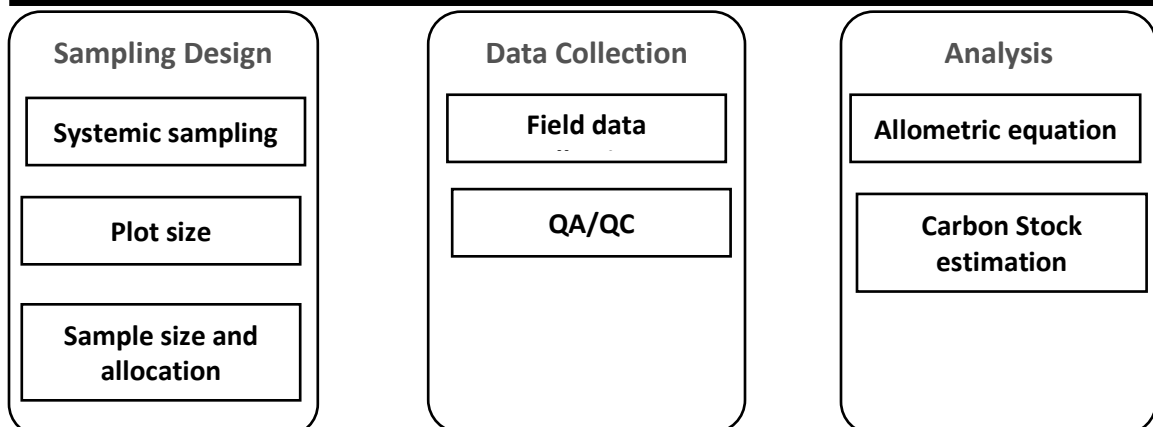 Sampling Design
Systemic sampling
Plot size
Sample size and
allocation
Data Collection
Field data
QA/QC
Analysis
Allometric equation
Carbon Stock
estimation